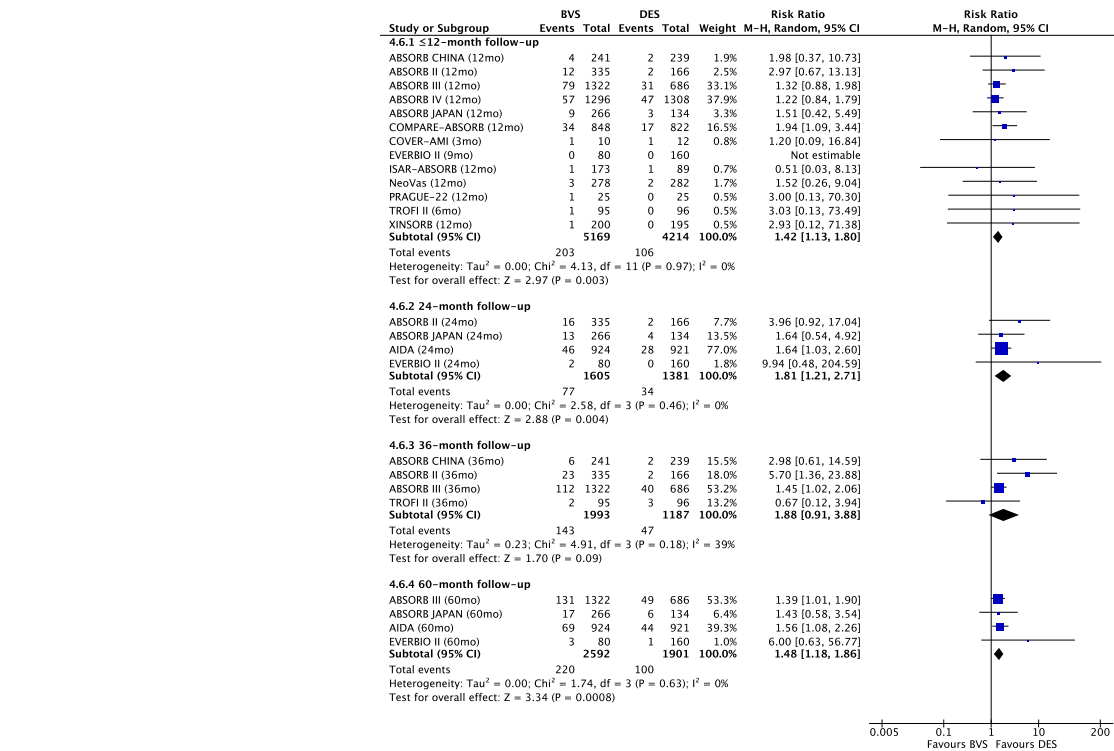 BVS DES Risk Ratio Risk Ratio
Study or Subgroup Events Total Events Total Weight M-H, Random, 95% CI M-H, Random, 95% CI
4.6.1 ≤12-month follow-up
ABSORB CHINA (12mo) 4 241 2 239 1.9% 1.98 [0.37, 10.73]
ABSORB II (12mo) 12 335 2 166 2.5% 2.97 [0.67, 13.13]
ABSORB III (12mo) 79 1322 31 686 33.1% 1.32 [0.88, 1.98]
ABSORB IV (12mo) 57 1296 47 1308 37.9% 1.22 [0.84, 1.79]
ABSORB JAPAN (12mo) 9 266 3 134 3.3% 1.51 [0.42, 5.49]
COMPARE-ABSORB (12mo) 34 848 17 822 16.5% 1.94 [1.09, 3.44]
COVER-AMI (3mo) 1 10 1 12 0.8% 1.20 [0.09, 16.84]
EVERBIO II (9mo) 0 80 0 160 Not estimable
ISAR-ABSORB (12mo) 1 173 1 89 0.7% 0.51 [0.03, 8.13]
NeoVas (12mo) 3 278 2 282 1.7% 1.52 [0.26, 9.04]
PRAGUE-22 (12mo) 1 25 0 25 0.5% 3.00 [0.13, 70.30]
TROFI II (6mo) 1 95 0 96 0.5% 3.03 [0.13, 73.49]
XINSORB (12mo) 1 200 0 195 0.5% 2.93 [0.12, 71.38]
Subtotal (95% CI) 5169 4214 100.0% 1.42 [1.13, 1.80]
Total events 203 106
Heterogeneity: Tau² = 0.00; Chi² = 4.13, df = 11 (P = 0.97); I² = 0%
Test for overall effect: Z = 2.97 (P = 0.003)
4.6.2 24-month follow-up
ABSORB II (24mo) 16 335 2 166 7.7% 3.96 [0.92, 17.04]
ABSORB JAPAN (24mo) 13 266 4 134 13.5% 1.64 [0.54, 4.92]
AIDA (24mo) 46 924 28 921 77.0% 1.64 [1.03, 2.60]
EVERBIO II (24mo) 2 80 0 160 1.8% 9.94 [0.48, 204.59]
Subtotal (95% CI) 1605 1381 100.0% 1.81 [1.21, 2.71]
Total events 77 34
Heterogeneity: Tau² = 0.00; Chi² = 2.58, df = 3 (P = 0.46); I² = 0%
Test for overall effect: Z = 2.88 (P = 0.004)
4.6.3 36-month follow-up
ABSORB CHINA (36mo) 6 241 2 239 15.5% 2.98 [0.61, 14.59]
ABSORB II (36mo) 23 335 2 166 18.0% 5.70 [1.36, 23.88]
ABSORB III (36mo) 112 1322 40 686 53.2% 1.45 [1.02, 2.06]
TROFI II (36mo) 2 95 3 96 13.2% 0.67 [0.12, 3.94]
Subtotal (95% CI) 1993 1187 100.0% 1.88 [0.91, 3.88]
Total events 143 47
Heterogeneity: Tau² = 0.23; Chi² = 4.91, df = 3 (P = 0.18); I² = 39%
Test for overall effect: Z = 1.70 (P = 0.09)
4.6.4 60-month follow-up
ABSORB III (60mo) 131 1322 49 686 53.3% 1.39 [1.01, 1.90]
ABSORB JAPAN (60mo) 17 266 6 134 6.4% 1.43 [0.58, 3.54]
AIDA (60mo) 69 924 44 921 39.3% 1.56 [1.08, 2.26]
EVERBIO II (60mo) 3 80 1 160 1.0% 6.00 [0.63, 56.77]
Subtotal (95% CI) 2592 1901 100.0% 1.48 [1.18, 1.86]
Total events 220 100
Heterogeneity: Tau² = 0.00; Chi² = 1.74, df = 3 (P = 0.63); I² = 0%
Test for overall effect: Z = 3.34 (P = 0.0008)
0.005 0.1 1 10 200
Favours BVS Favours DES